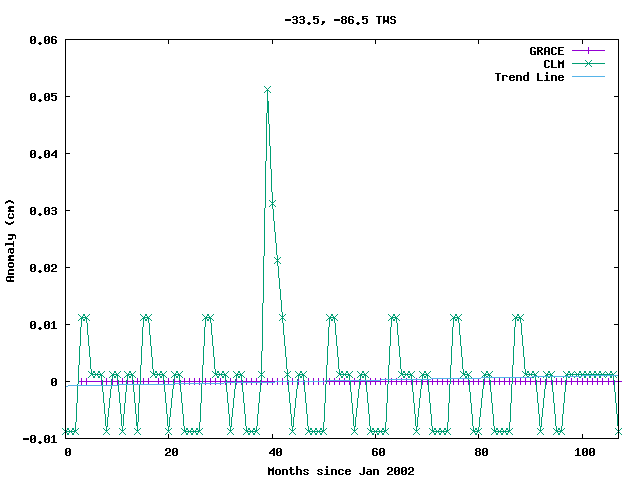 -33.5, -86.5 TWS
GRACE
CLM
Trend Line
0.06
0.05
0.04
0.03
0.02
0.01
0
-0.01
Anomaly (cm)
0 20 40 60 80 100
Months since Jan 2002